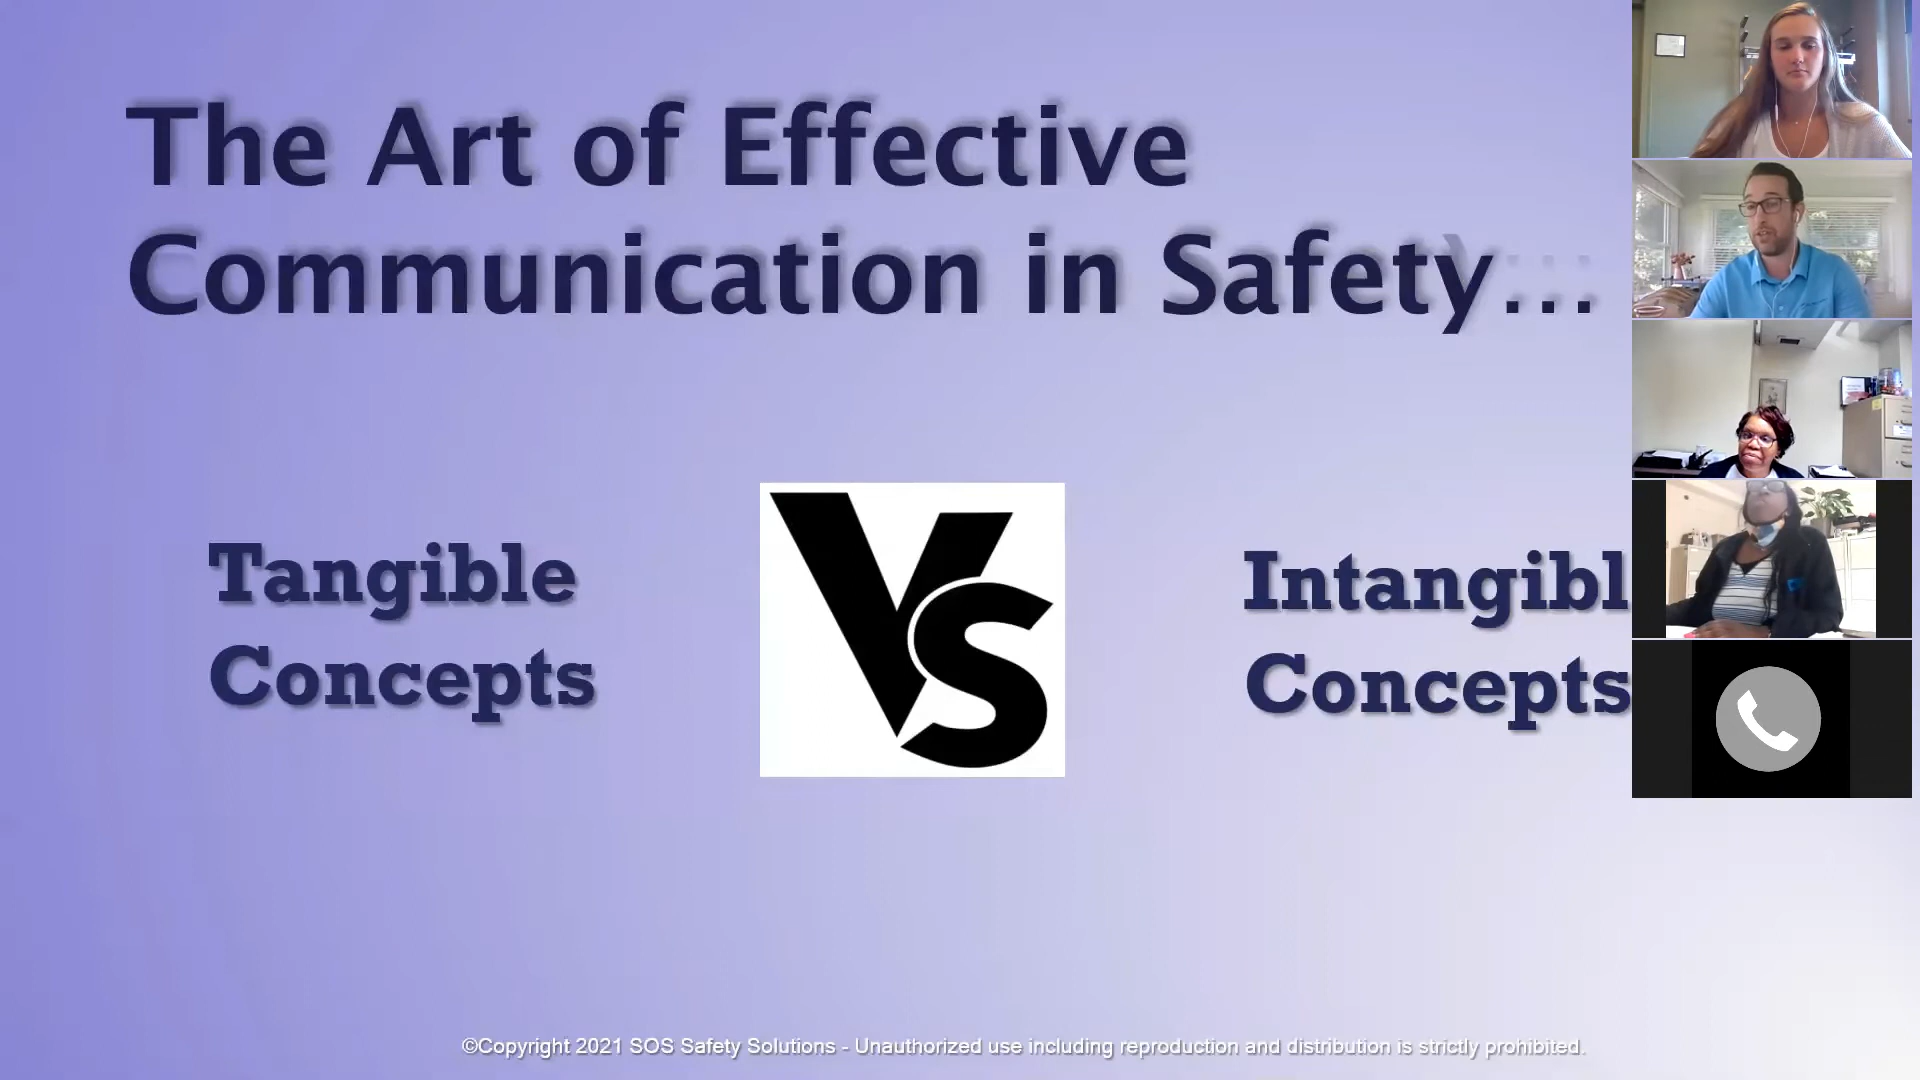 The Art of Effective
Communication in Safety...
Tangible
Concepts
VS
Intangibl
Concepts
©Copyright 2021 SOS Safety Solutions - Unauthorized use including reproduction and distribution is strictly prohibited.